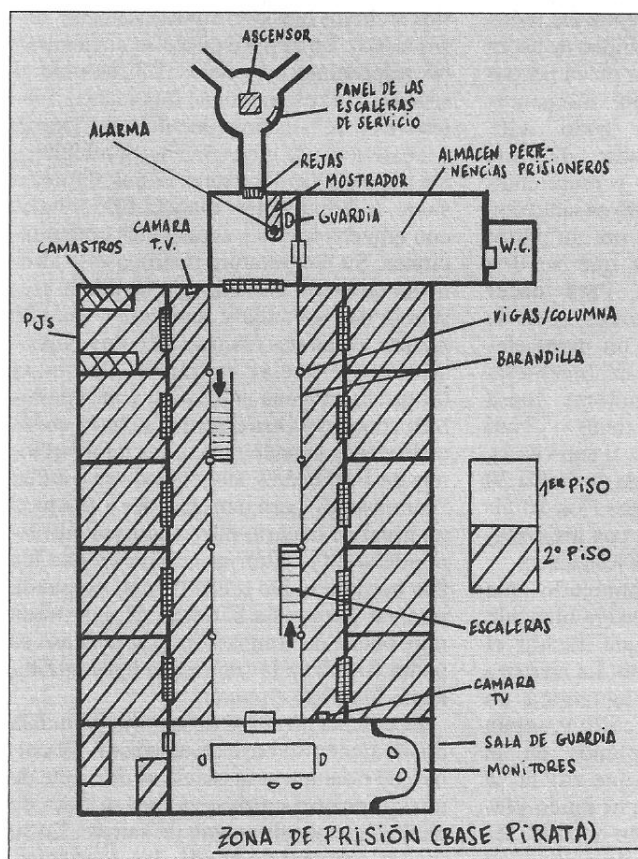 ASCENSOR
PANEL DE LAS
ESCALERAS
DE SERVICIO
ALARMA
REJAS
MOSTRADOR
ALMACEN PERTE-
NENCIAS PRISIONEROS
GUARDIA
CAMARA
T.V.
W.C.
CAMASTROS
PJs
VIGAS/COLUMNA
BARANDILLA
1ER PISO
2º PISO
ESCALERAS
CAMARA
TV
SALA DE GUARDIA
MONITORES
ZONA DE PRISIÓN (BASE PIRATA)